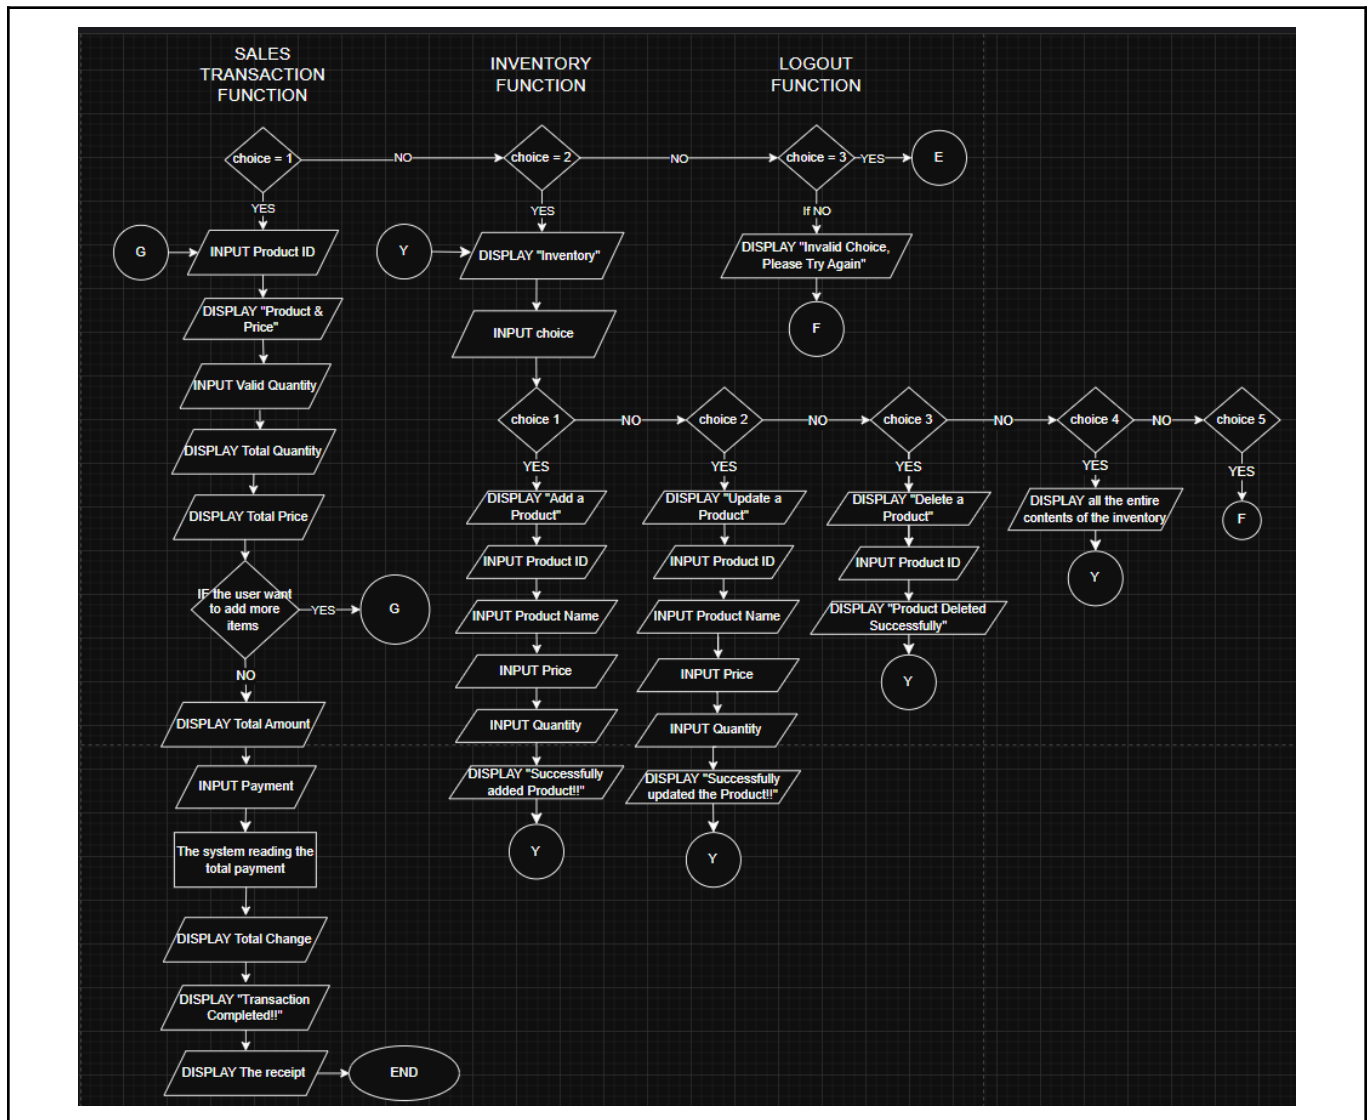 SALES
TRANSACTION
FUNCTION
INVENTORY
FUNCTION
LOGOUT
FUNCTION
choice = 1
NO
choice = 2
NO
choice = 3
YES
E
YES
YES
If NO
G
INPUT Product ID
Y
DISPLAY "Inventory"
DISPLAY "Invalid Choice,
Please Try Again"
DISPLAY "Product &
Price"
INPUT choice
F
INPUT Valid Quantity
choice 1
NO
choice 2
NO
choice 3
NO
choice 4
NO
choice 5
DISPLAY Total Quantity
YES
YES
YES
YES
YES
DISPLAY Total Price
DISPLAY "Add a
Product"
DISPLAY "Update a
Product"
DISPLAY "Delete a
Product"
DISPLAY all the entire
contents of the inventory
F
INPUT Product ID
INPUT Product ID
INPUT Product ID
Y
IF the user want
to add more
items
YES
G
INPUT Product Name
INPUT Product Name
DISPLAY "Product Deleted
Successfully"
NO
INPUT Price
INPUT Price
Y
DISPLAY Total Amount
INPUT Quantity
INPUT Quantity
INPUT Payment
DISPLAY "Successfully
added Product!!"
DISPLAY "Successfully
updated the Product!!"
The system reading the
total payment
Y
Y
DISPLAY Total Change
DISPLAY "Transaction
Completed!!"
DISPLAY The receipt
END